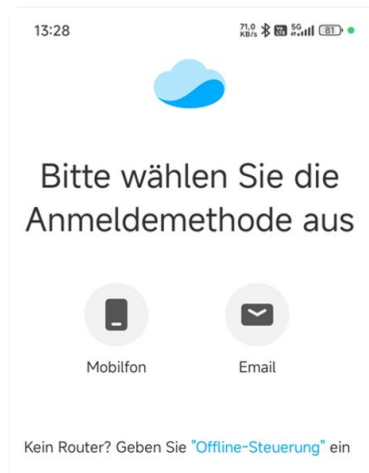 13:28 71,0 KB/s 5G 81
Bitte wählen Sie die
Anmeldemethode aus
Mobilfon Email
Kein Router? Geben Sie "Offline-Steuerung" ein